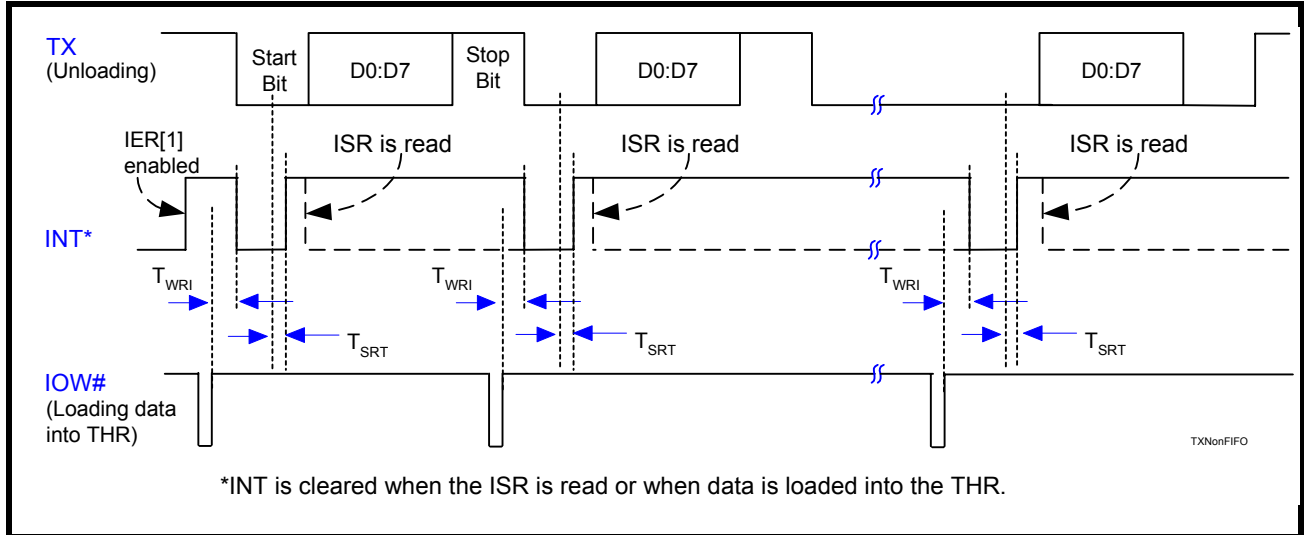 TX
(Unloading)
Start
Bit
D0:D7
Stop
Bit
D0:D7
D0:D7
IER[1]
enabled
ISR is read
ISR is read
ISR is read
INT*
TWRI
TWRI
TWRI
TSRT
TSRT
TSRT
IOW#
(Loading data
into THR)
TXNonFIFO
*INT is cleared when the ISR is read or when data is loaded into the THR.